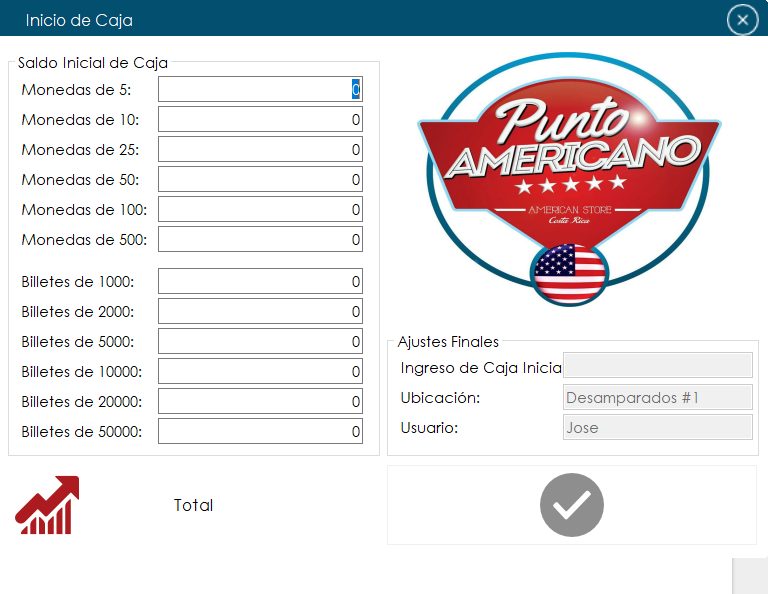 Inicio de Caja
Saldo Inicial de Caja
Monedas de 5: 0
Monedas de 10: 0
Monedas de 25: 0
Monedas de 50: 0
Monedas de 100: 0
Monedas de 500: 0
Billetes de 1000: 0
Billetes de 2000: 0
Billetes de 5000: 0
Billetes de 10000: 0
Billetes de 20000: 0
Billetes de 50000: 0
Total
Punto
AMERICANO
AMERICAN STORE
Costa Rica
Ajustes Finales
Ingreso de Caja Inicia
Ubicación: Desamparados #1
Usuario: Jose